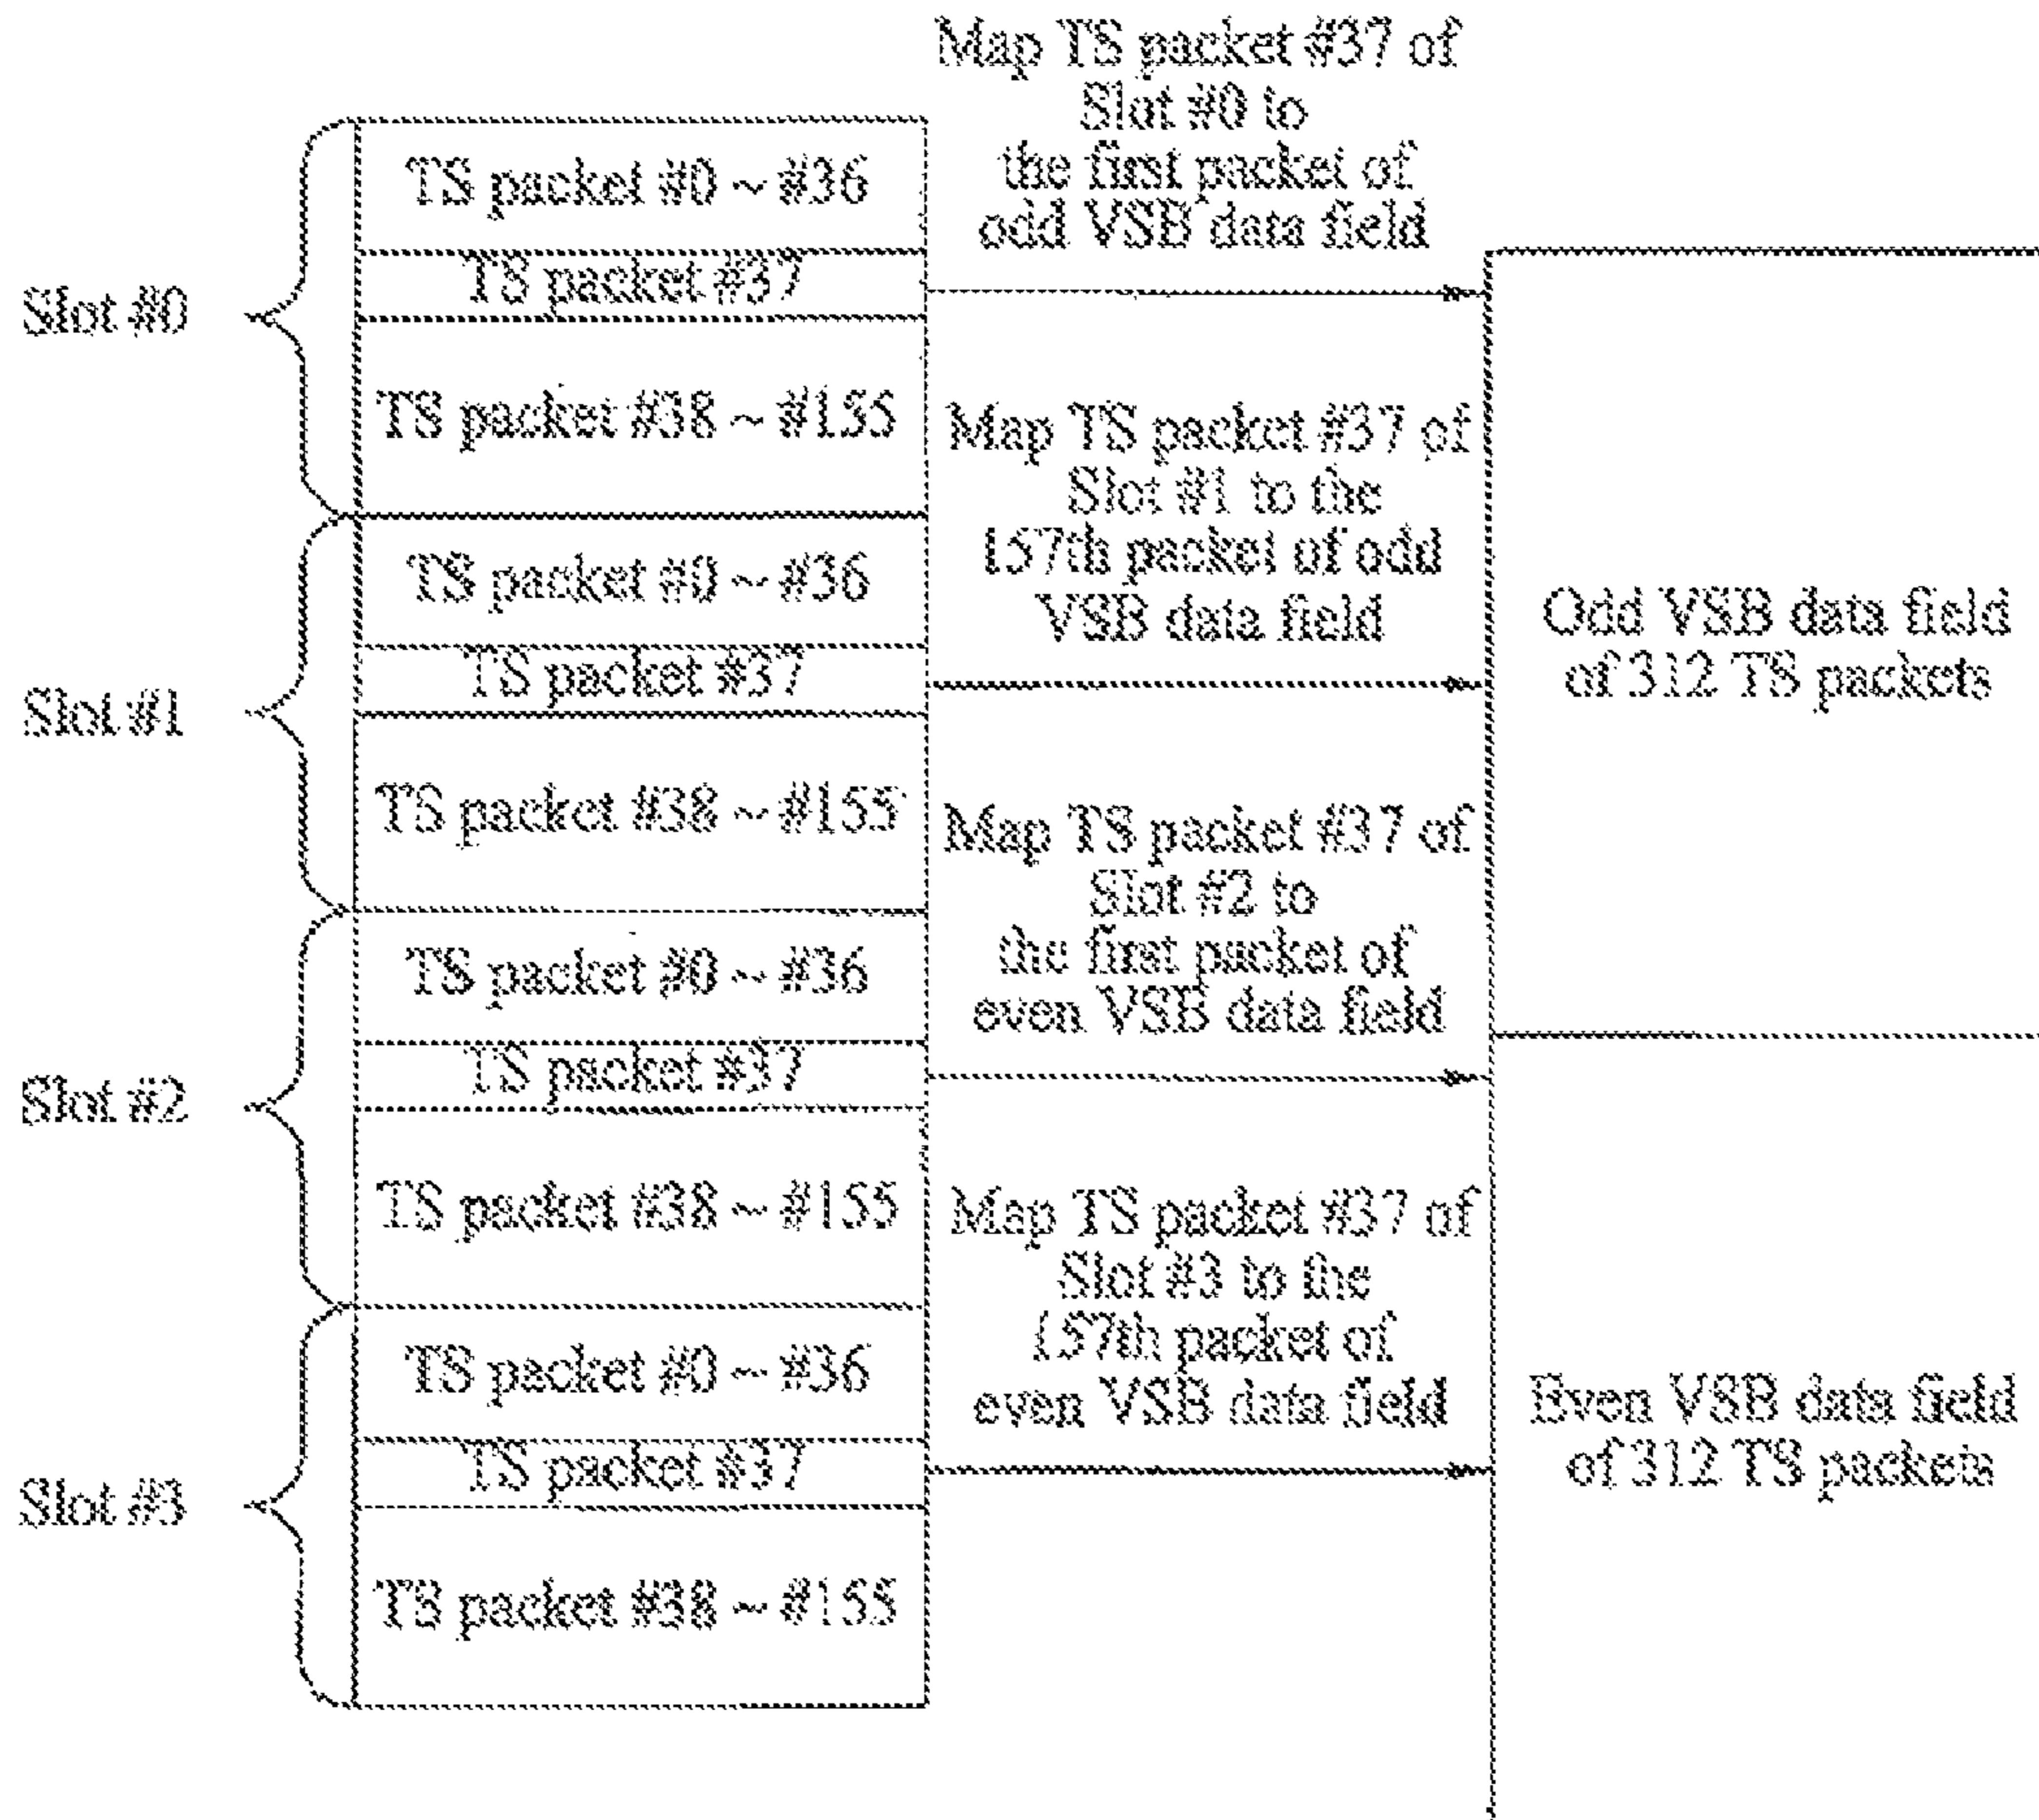 Map TS packet #37 of
Slot #0 to
the first packet of
odd VSB data field
Slot #0
TS packet #0 ~ #36
TS packet #37
TS packet #38 ~ #155
Map TS packet #37 of
Slot #1 to the
157th packet of odd
VSB data field
Slot #1
TS packet #0 ~ #36
TS packet #37
TS packet #38 ~ #155
Odd VSB data field
of 312 TS packets
Map TS packet #37 of
Slot #2 to
the first packet of
even VSB data field
Slot #2
TS packet #0 ~ #36
TS packet #37
TS packet #38 ~ #155
Map TS packet #37 of
Slot #3 to the
157th packet of
even VSB data field
Slot #3
TS packet #0 ~ #36
TS packet #37
TS packet #38 ~ #155
Even VSB data field
of 312 TS packets